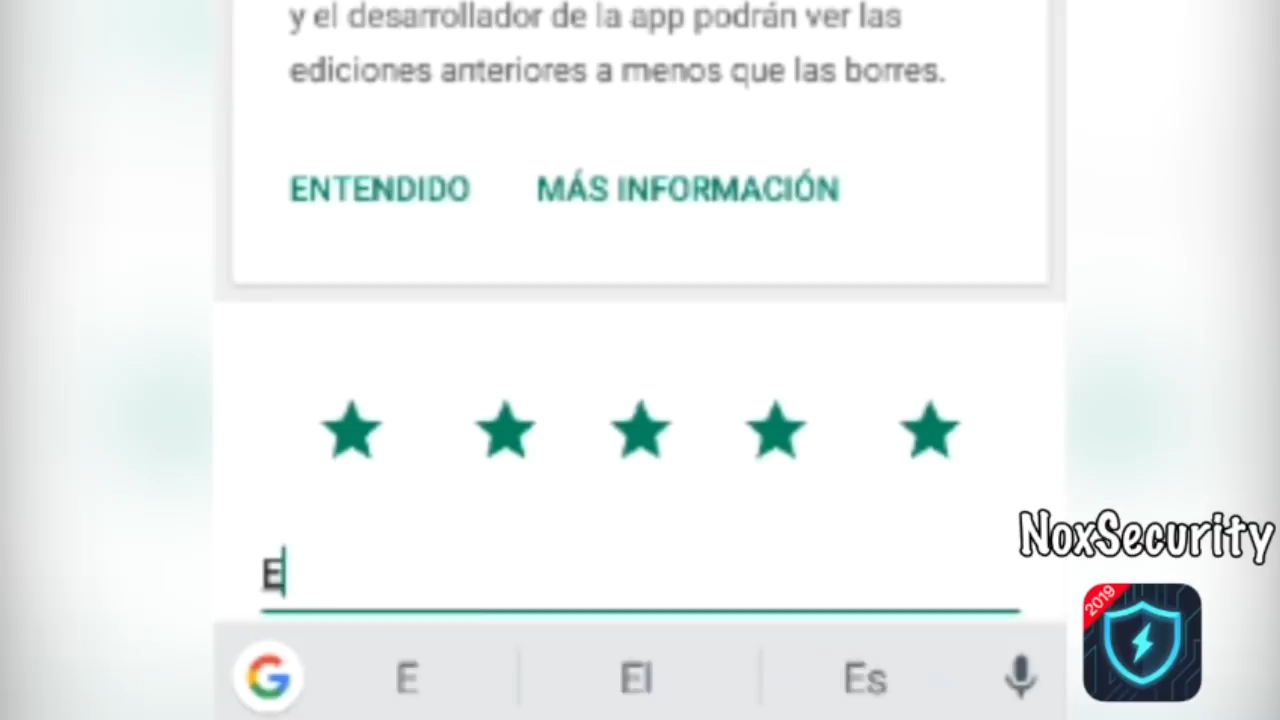 y el desarrollador de la app podrán ver las
ediciones anteriores a menos que las borres.
ENTENDIDO MÁS INFORMACIÓN
E
NoxSecurity
2019
E El Es